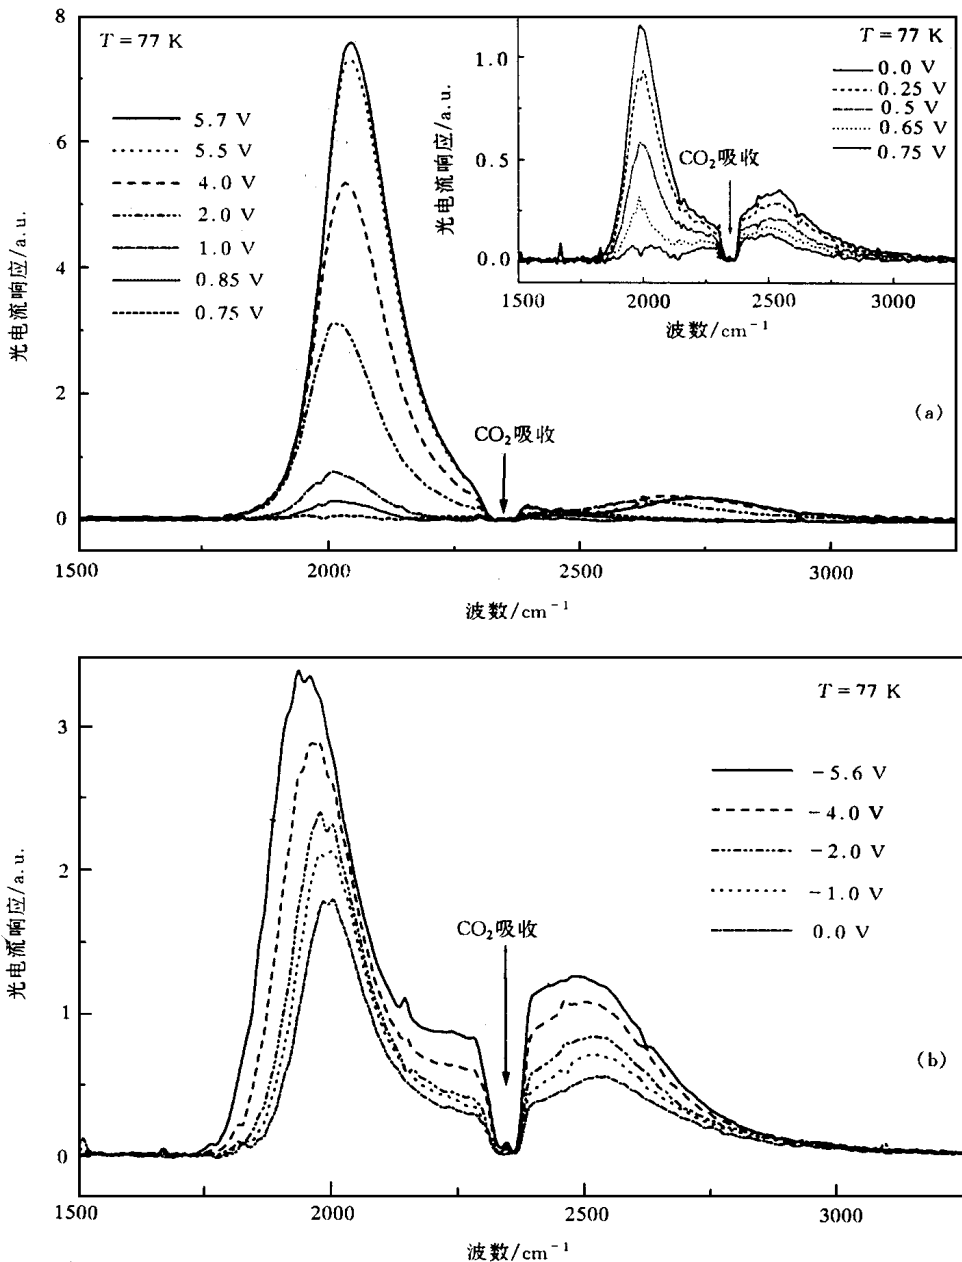 8
6
4
2
0
光电流响应/a.u.
T = 77 K
5.7 V
5.5 V
4.0 V
2.0 V
1.0 V
0.85 V
0.75 V
1.0
0.5
0.0
光电流响应/a.u.
T = 77 K
0.0 V
0.25 V
0.5 V
0.65 V
0.75 V
CO₂吸收
1500 2000 2500 3000
波数/cm⁻¹
(a)
CO₂吸收
1500 2000 2500 3000
波数/cm⁻¹
3
2
1
0
光电流响应/a.u.
T = 77 K
−5.6 V
−4.0 V
−2.0 V
−1.0 V
0.0 V
CO₂吸收
(b)
1500 2000 2500 3000
波数/cm⁻¹